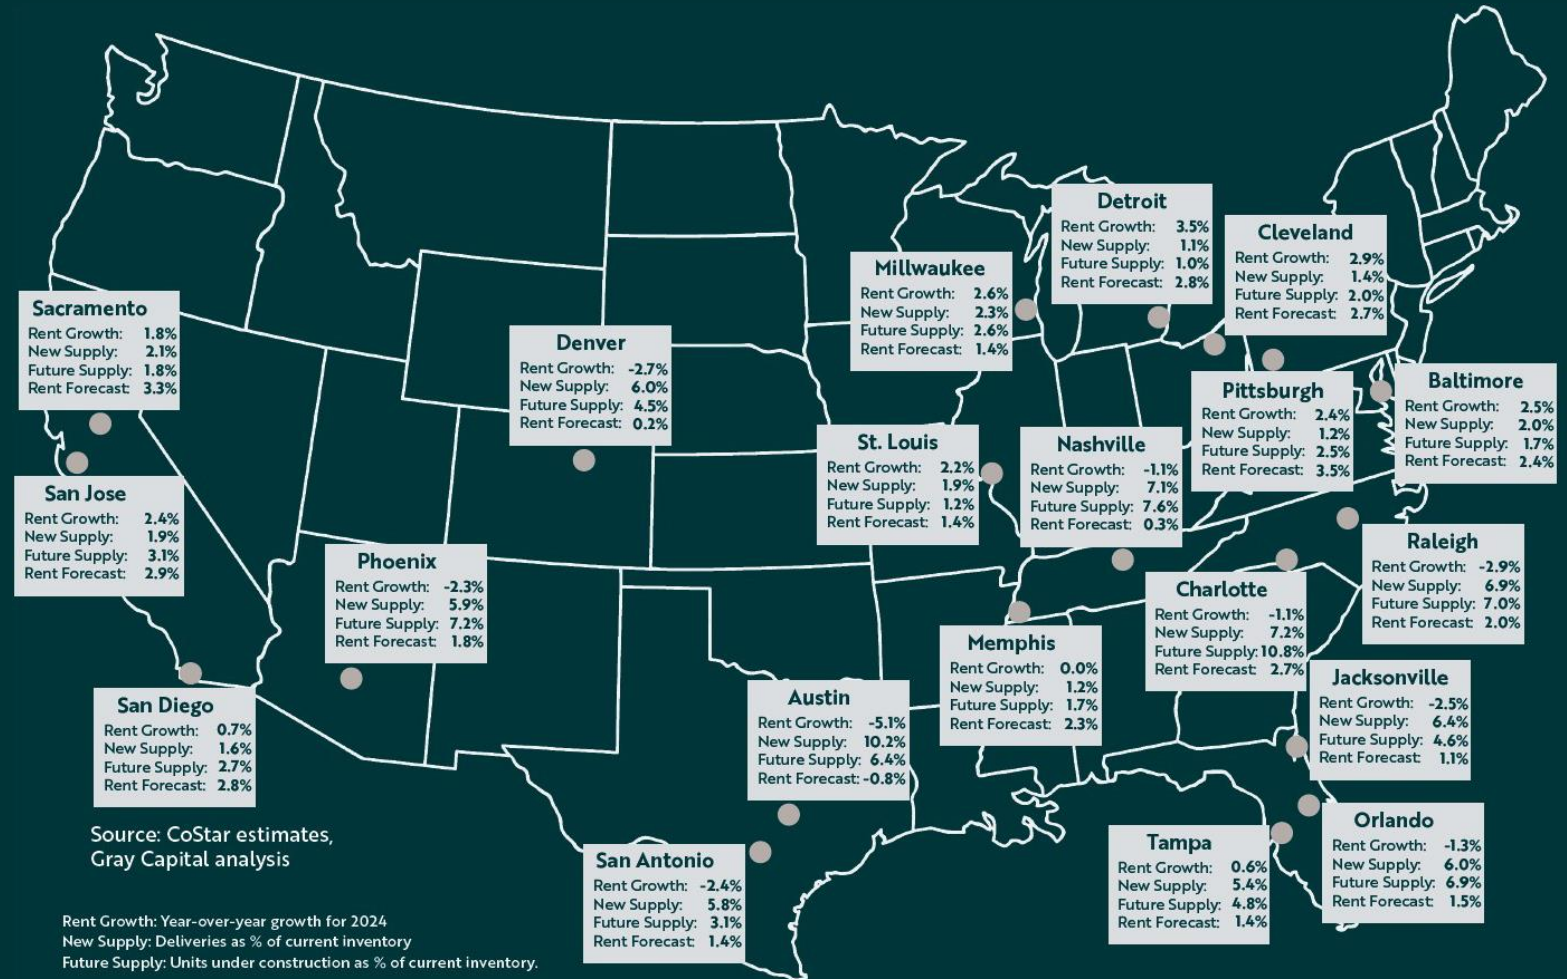 Detroit
Rent Growth: 3.5%
New Supply: 1.1%
Future Supply: 1.0%
Rent Forecast: 2.8%
Cleveland
Rent Growth: 2.9%
New Supply: 1.4%
Future Supply: 2.0%
Rent Forecast: 2.7%
Millwaukee
Rent Growth: 2.6%
New Supply: 2.3%
Future Supply: 2.6%
Rent Forecast: 1.4%
Sacramento
Rent Growth: 1.8%
New Supply: 2.1%
Future Supply: 1.8%
Rent Forecast: 3.3%
Denver
Rent Growth: -2.7%
New Supply: 6.0%
Future Supply: 4.5%
Rent Forecast: 0.2%
Pittsburgh
Rent Growth: 2.4%
New Supply: 1.2%
Future Supply: 2.5%
Rent Forecast: 3.5%
Baltimore
Rent Growth: 2.5%
New Supply: 2.0%
Future Supply: 1.7%
Rent Forecast: 2.4%
St. Louis
Rent Growth: 2.2%
New Supply: 1.9%
Future Supply: 1.2%
Rent Forecast: 1.4%
Nashville
Rent Growth: -1.1%
New Supply: 7.1%
Future Supply: 7.6%
Rent Forecast: 0.3%
San Jose
Rent Growth: 2.4%
New Supply: 1.9%
Future Supply: 3.1%
Rent Forecast: 2.9%
Phoenix
Rent Growth: -2.3%
New Supply: 5.9%
Future Supply: 7.2%
Rent Forecast: 1.8%
Raleigh
Rent Growth: -2.9%
New Supply: 6.9%
Future Supply: 7.0%
Rent Forecast: 2.0%
Charlotte
Rent Growth: -1.1%
New Supply: 7.2%
Future Supply: 10.8%
Rent Forecast: 2.7%
Memphis
Rent Growth: 0.0%
New Supply: 1.2%
Future Supply: 1.7%
Rent Forecast: 2.3%
Jacksonville
Rent Growth: -2.5%
New Supply: 6.4%
Future Supply: 4.6%
Rent Forecast: 1.1%
San Diego
Rent Growth: 0.7%
New Supply: 1.6%
Future Supply: 2.7%
Rent Forecast: 2.8%
Austin
Rent Growth: -5.1%
New Supply: 10.2%
Future Supply: 6.4%
Rent Forecast: -0.8%
Orlando
Rent Growth: -1.3%
New Supply: 6.0%
Future Supply: 6.9%
Rent Forecast: 1.5%
Tampa
Rent Growth: 0.6%
New Supply: 5.4%
Future Supply: 4.8%
Rent Forecast: 1.4%
San Antonio
Rent Growth: -2.4%
New Supply: 5.8%
Future Supply: 3.1%
Rent Forecast: 1.4%
Source: CoStar estimates,
Gray Capital analysis
Rent Growth: Year-over-year growth for 2024
New Supply: Deliveries as % of current inventory
Future Supply: Units under construction as % of current inventory.